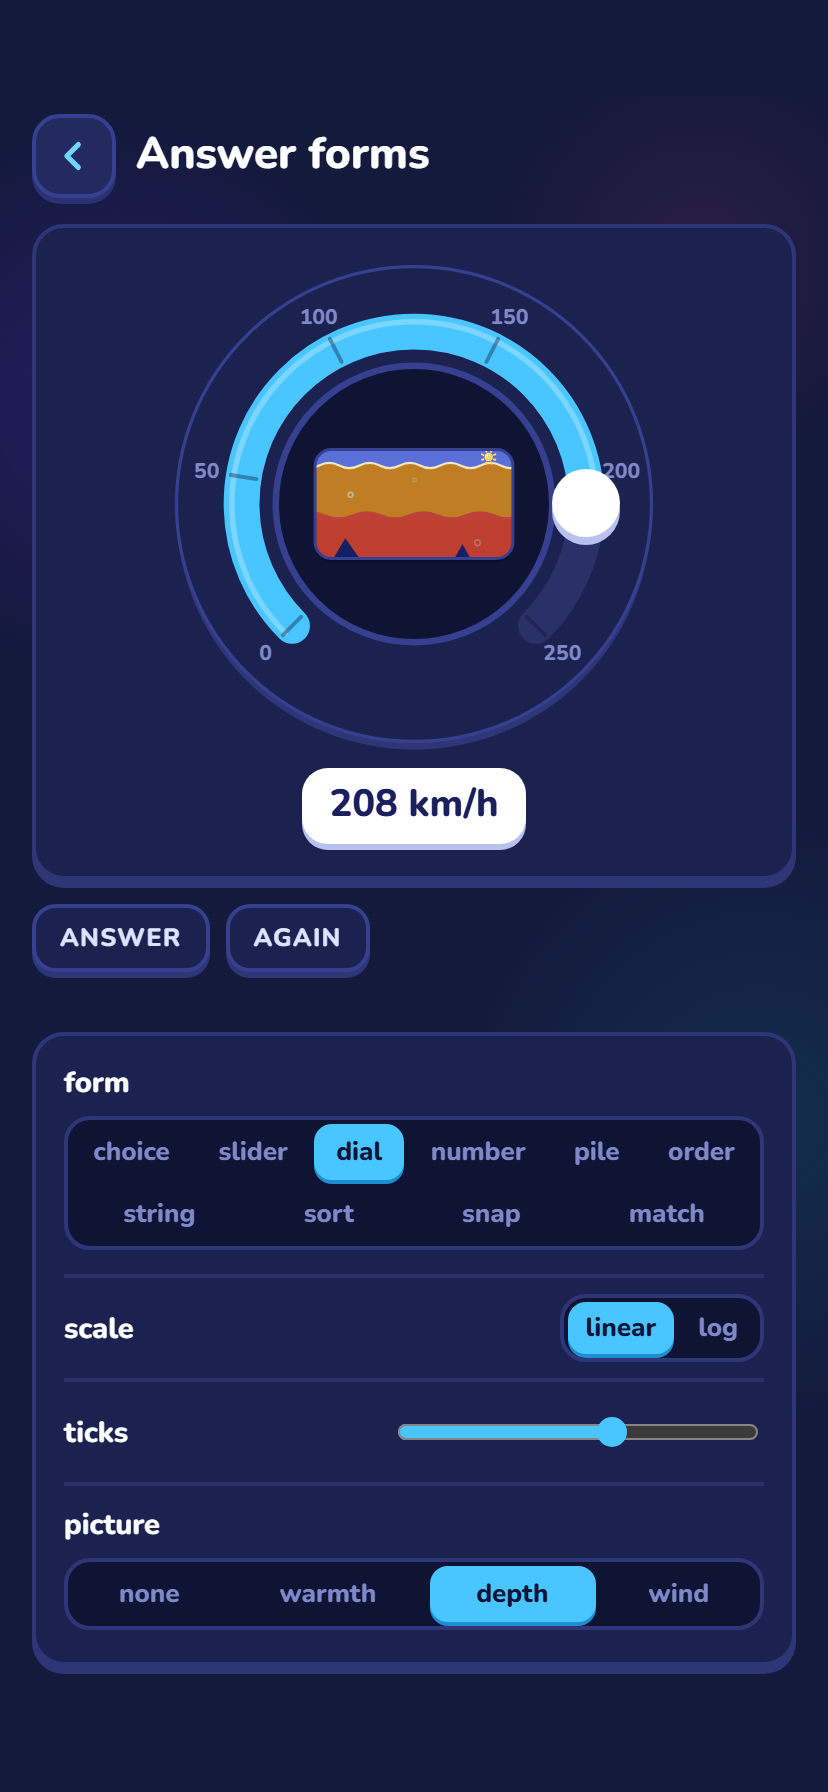 Answer forms
100 150
50 200
0 250
208 km/h
ANSWER AGAIN
form
choice slider dial number pile order
string sort snap match
scale linear log
ticks
picture
none warmth depth wind